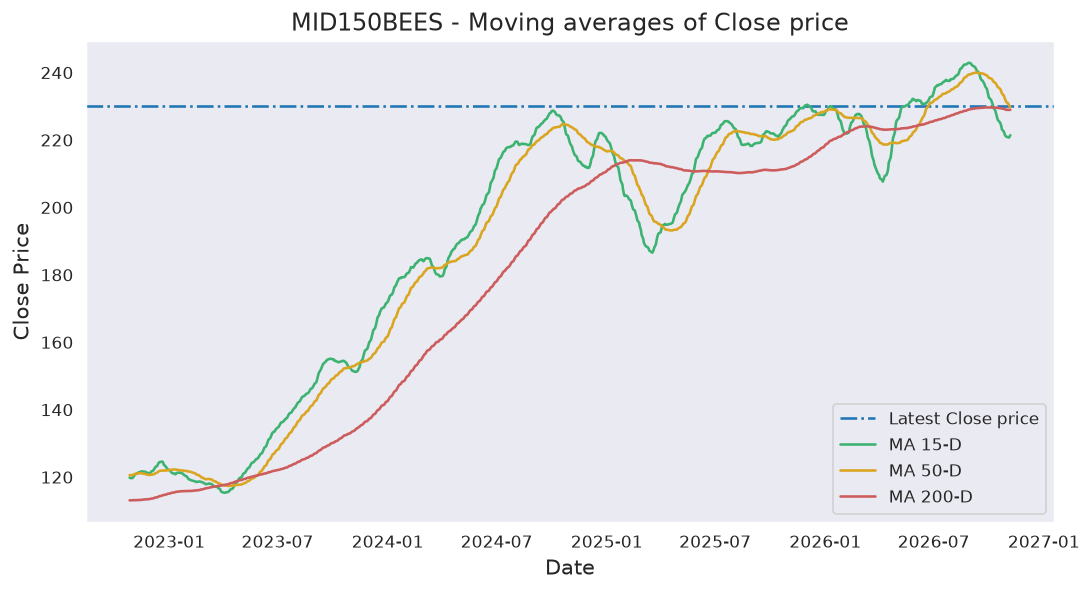 MID150BEES - Moving averages of Close price
Close Price
240
220
200
180
160
140
120
Latest Close price
MA 15-D
MA 50-D
MA 200-D
2023-01 2023-07 2024-01 2024-07 2025-01 2025-07 2026-01 2026-07 2027-01
Date